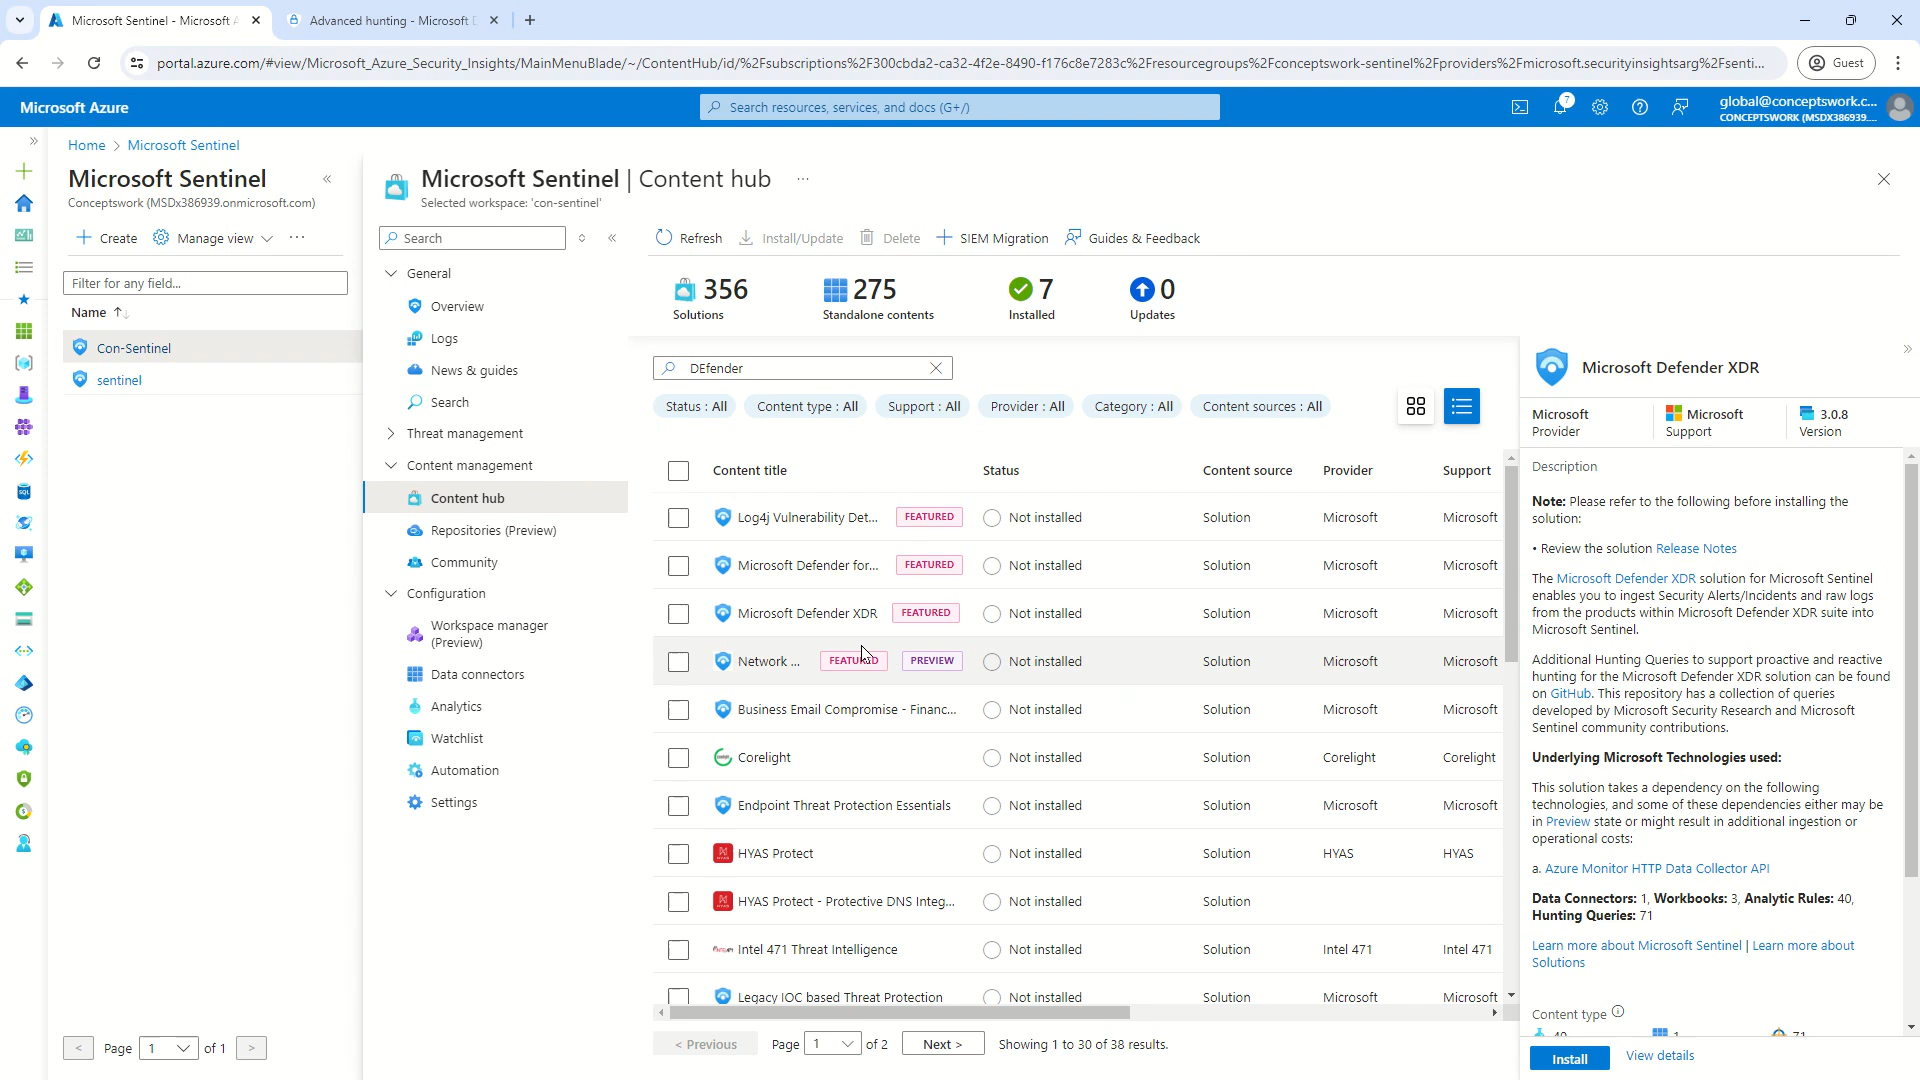 Microsoft Sentinel - Microsoft A
Advanced hunting - Microsoft D
portal.azure.com/#view/Microsoft_Azure_Security_Insights/MainMenuBlade/~/ContentHub/id/%2Fsubscriptions%2F300cbda2-ca32-4f2e-8490-f176c8e7283c%2Fresourcegroups%2Fconceptswork-sentinel%2Fproviders%2Fmicrosoft.securityinsightsarg%2Fsenti...
Guest
Microsoft Azure
Search resources, services, and docs (G+/)
7
global@conceptswork.c...
CONCEPTSWORK (MSDX386939....
Home > Microsoft Sentinel
Microsoft Sentinel
Conceptswork (MSDx386939.onmicrosoft.com)
Create
Manage view
Filter for any field...
Name
Con-Sentinel
sentinel
< Page 1 of 1 >
Microsoft Sentinel | Content hub
Selected workspace: 'con-sentinel'
Search
General
Overview
Logs
News & guides
Search
Threat management
Content management
Content hub
Repositories (Preview)
Community
Configuration
Workspace manager
(Preview)
Data connectors
Analytics
Watchlist
Automation
Settings
Refresh Install/Update Delete SIEM Migration Guides & Feedback
356 275 7 0
Solutions Standalone contents Installed Updates
DEfender
Status : All Content type : All Support : All Provider : All Category : All Content sources : All
Content title Status Content source Provider Support
Log4j Vulnerability Det... FEATURED Not installed Solution Microsoft Microsoft
Microsoft Defender for... FEATURED Not installed Solution Microsoft Microsoft
Microsoft Defender XDR FEATURED Not installed Solution Microsoft Microsoft
Network ... FEATURED PREVIEW Not installed Solution Microsoft Microsoft
Business Email Compromise - Financ... Not installed Solution Microsoft Microsoft
Corelight Not installed Solution Corelight Corelight
Endpoint Threat Protection Essentials Not installed Solution Microsoft Microsoft
HYAS Protect Not installed Solution HYAS HYAS
HYAS Protect - Protective DNS Integ... Not installed Solution
Intel 471 Threat Intelligence Not installed Solution Intel 471 Intel 471
Legacy IOC based Threat Protection Not installed Solution Microsoft Microsoft
< Previous Page 1 of 2 Next > Showing 1 to 30 of 38 results.
Microsoft Defender XDR
Microsoft Microsoft 3.0.8
Provider Support Version
Description
Note: Please refer to the following before installing the
solution:
• Review the solution Release Notes
The Microsoft Defender XDR solution for Microsoft Sentinel
enables you to ingest Security Alerts/Incidents and raw logs
from the products within Microsoft Defender XDR suite into
Microsoft Sentinel.
Additional Hunting Queries to support proactive and reactive
hunting for the Microsoft Defender XDR solution can be found
on GitHub. This repository has a collection of queries
developed by Microsoft Security Research and Microsoft
Sentinel community contributions.
Underlying Microsoft Technologies used:
This solution takes a dependency on the following
technologies, and some of these dependencies either may be
in Preview state or might result in additional ingestion or
operational costs:
a. Azure Monitor HTTP Data Collector API
Data Connectors: 1, Workbooks: 3, Analytic Rules: 40,
Hunting Queries: 71
Learn more about Microsoft Sentinel | Learn more about
Solutions
Content type
40 1 71
Install View details